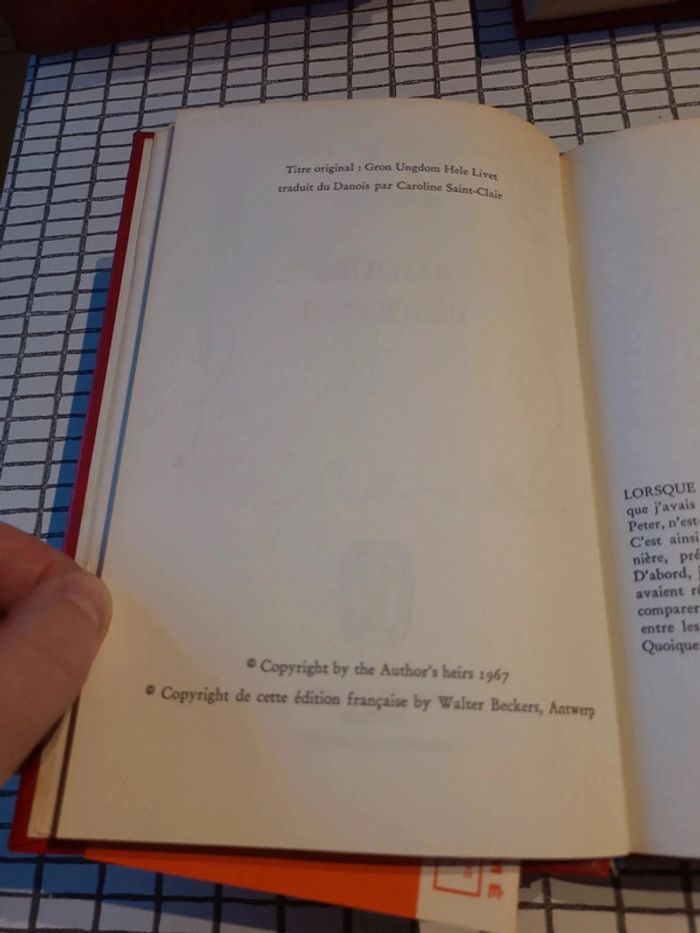 Titre original : Gron Ungdom Hele Livet
traduit du Danois par Caroline Saint-Clair
© Copyright by the Author's heirs 1967
© Copyright de cette édition française by Walter Beckers, Antwerp
LORSQUE
que j'avais
Peter, n'est-
C'est ainsi
nière, pré
D'abord,
avaient
comparer
entre les
Quoique